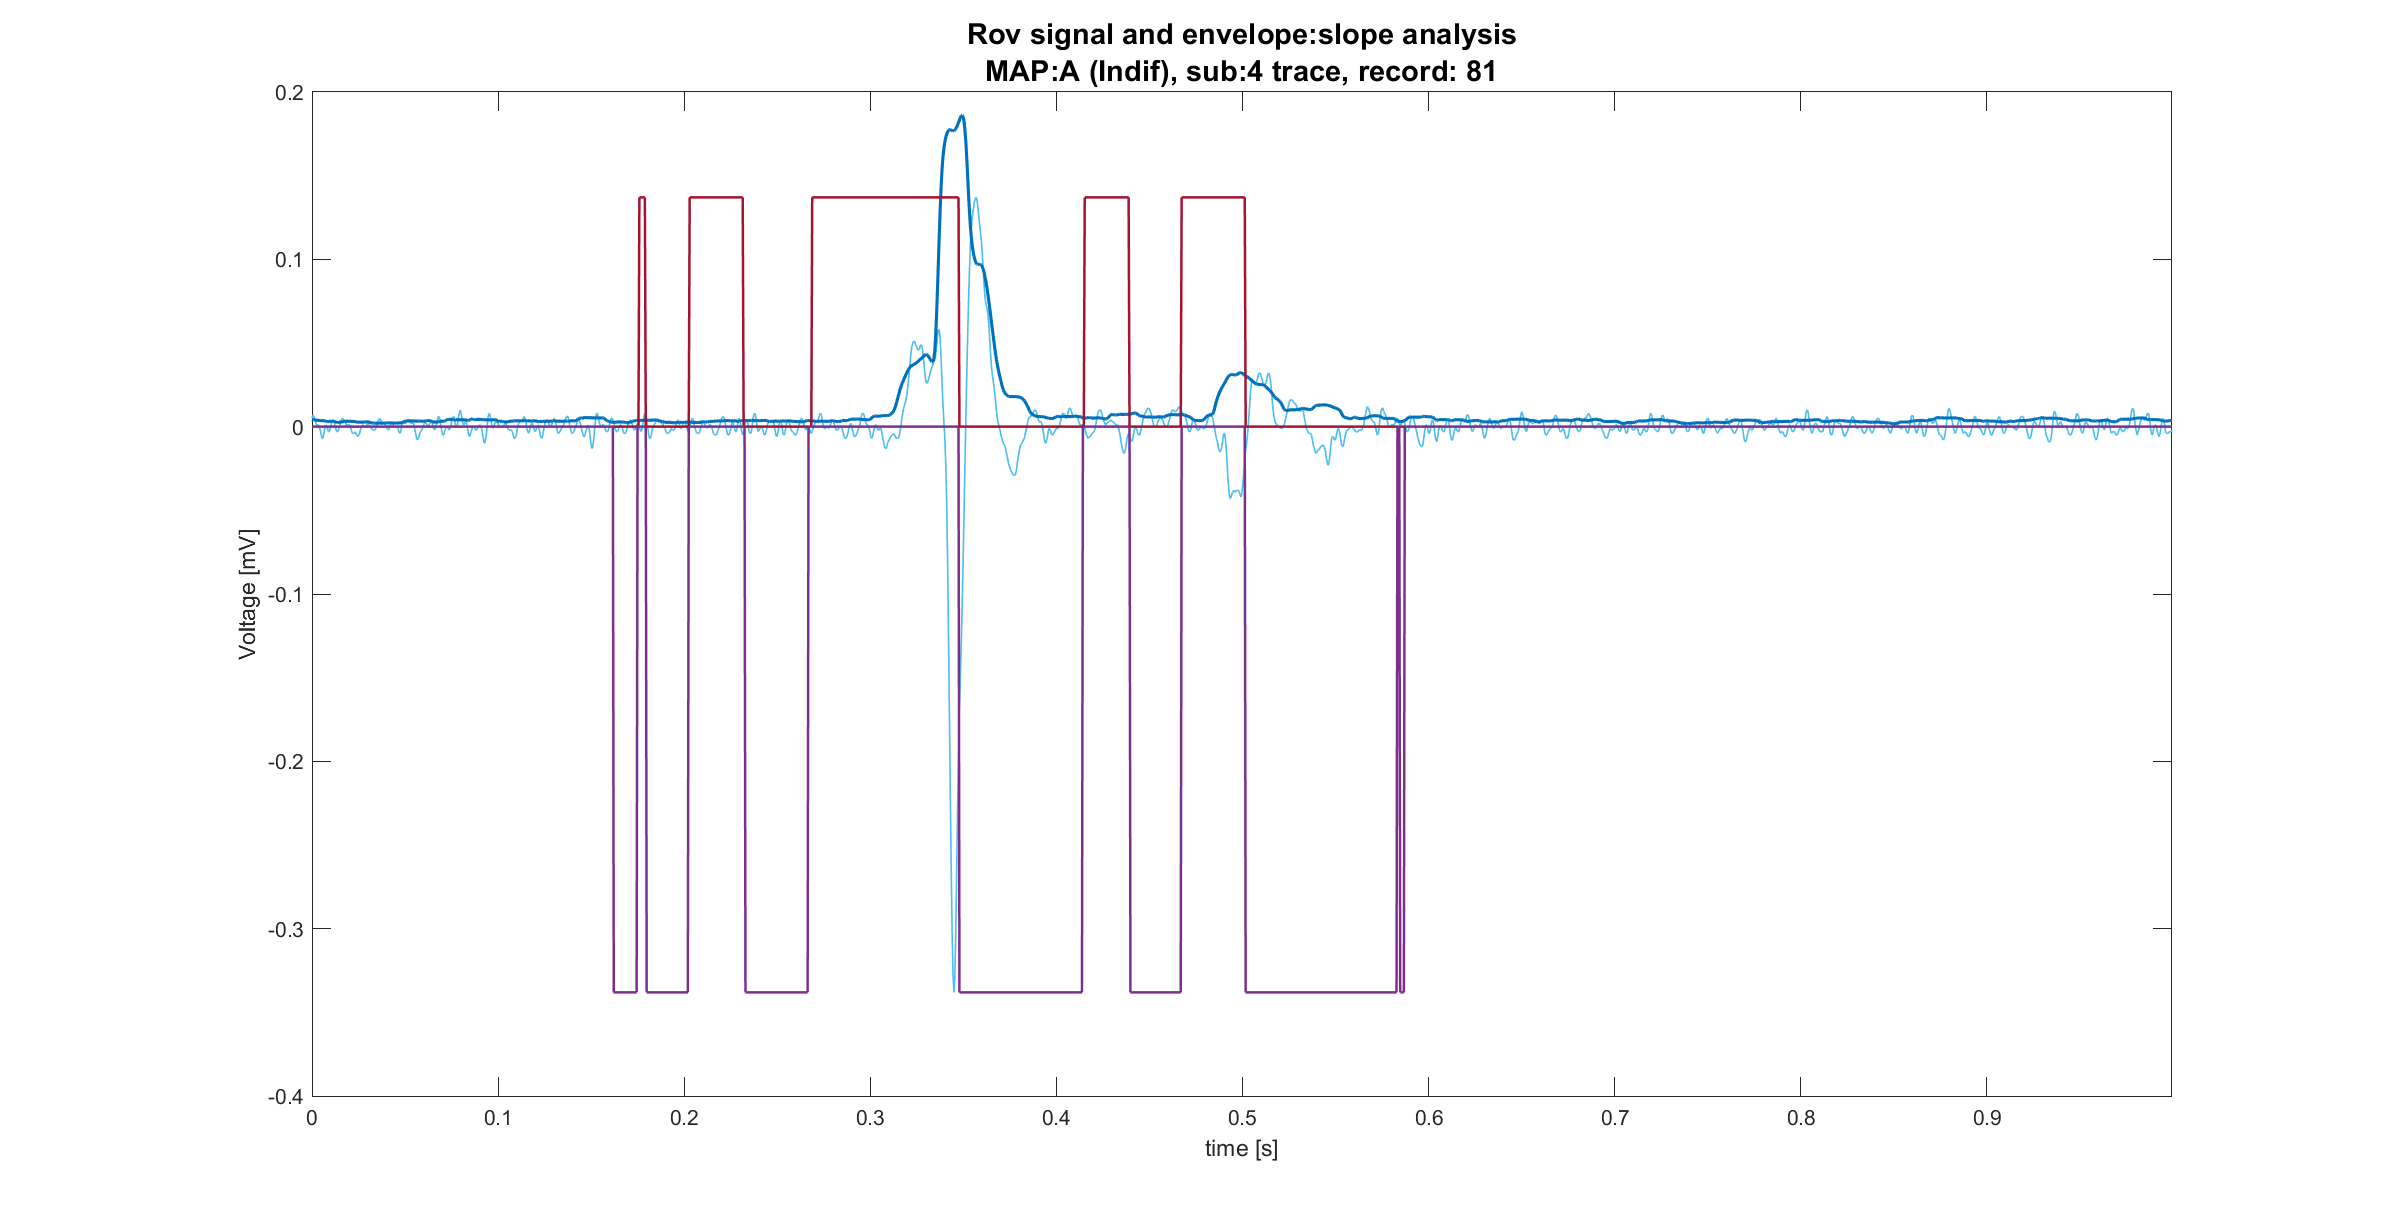 Rov signal and envelope:slope analysis
MAP:A (Indif), sub:4 trace, record: 81
0.2
0.1
0
-0.1
-0.2
-0.3
-0.4
Voltage [mV]
0 0.1 0.2 0.3 0.4 0.5 0.6 0.7 0.8 0.9
time [s]